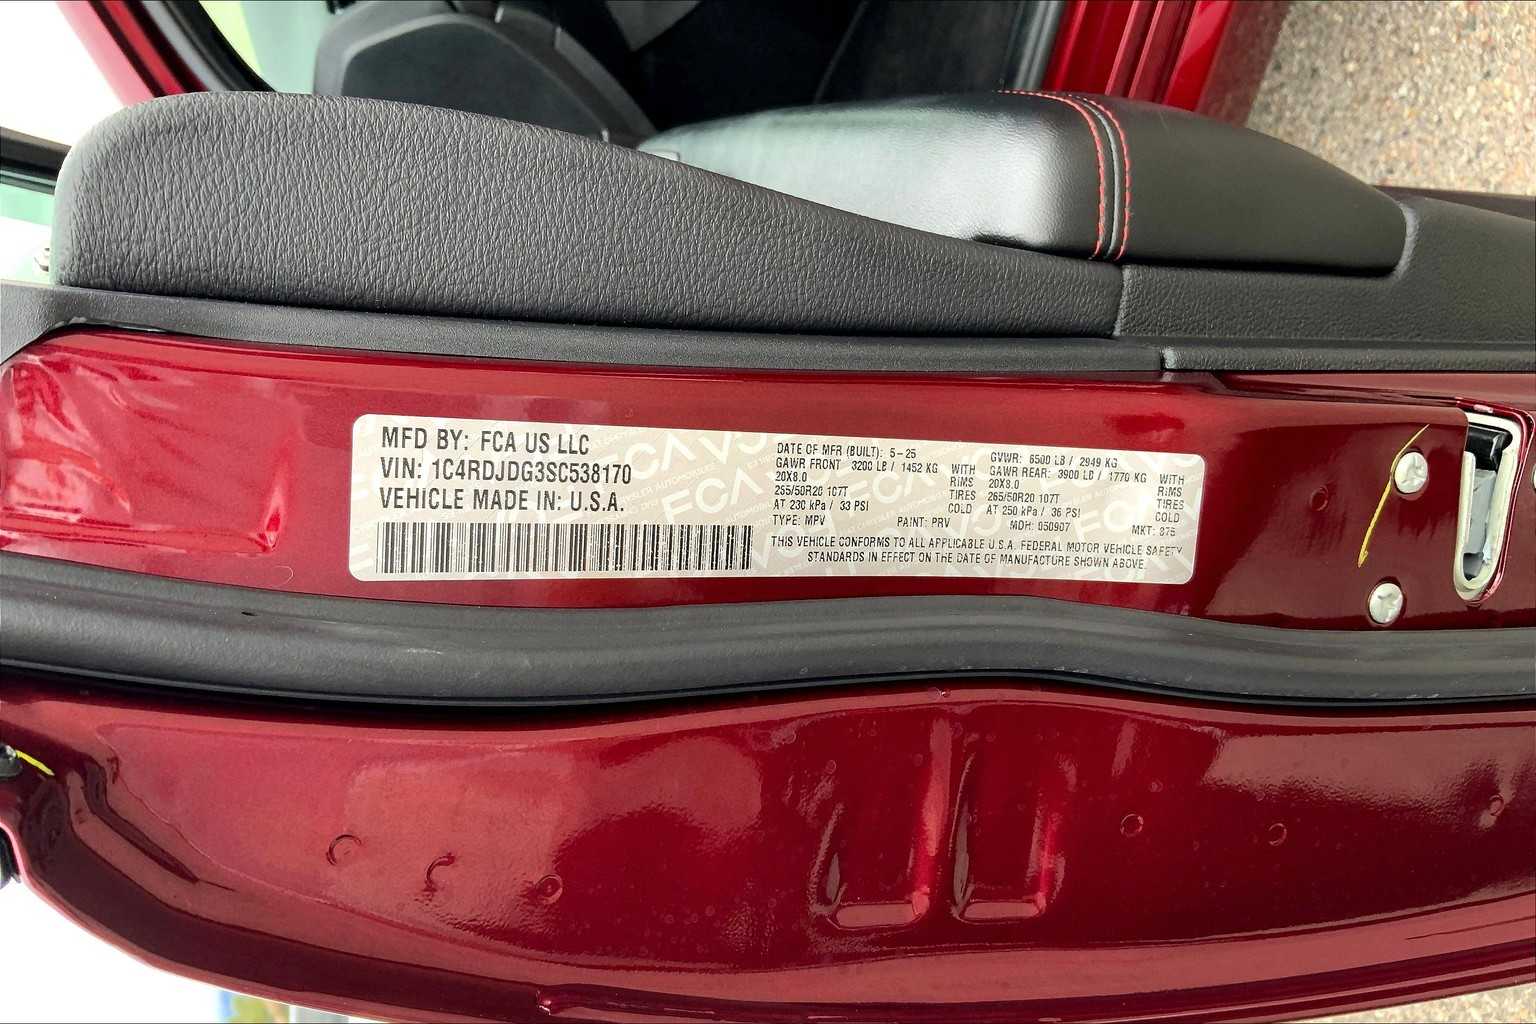 MFD BY: FCA US LLC
VIN: 1C4RDJDG3SC538170
VEHICLE MADE IN: U.S.A.
DATE OF MFR (BUILT): 5-25
GVWR: 6500 LB / 2949 KG
GAWR FRONT 3200 LB / 1452 KG WITH
20X8.0 RIMS
265/50R20 107T TIRES
AT 230 kPa / 33 PSI COLD
GAWR REAR: 3900 LB / 1770 KG WITH
20X8.0 RIMS
265/50R20 107T TIRES
AT 250 kPa / 36 PSI COLD
TYPE: MPV PAINT: PRV MDH: 050907 MKT: 875
THIS VEHICLE CONFORMS TO ALL APPLICABLE U.S.A. FEDERAL MOTOR VEHICLE SAFETY
STANDARDS IN EFFECT ON THE DATE OF MANUFACTURE SHOWN ABOVE.